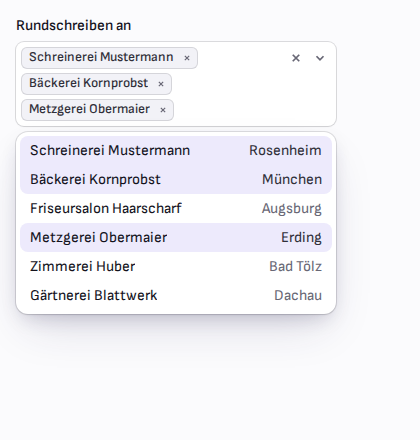 Rundschreiben an
Schreinerei Mustermann ×
Bäckerei Kornprobst ×
Metzgerei Obermaier ×
Schreinerei Mustermann Rosenheim
Bäckerei Kornprobst München
Friseursalon Haarscharf Augsburg
Metzgerei Obermaier Erding
Zimmerei Huber Bad Tölz
Gärtnerei Blattwerk Dachau